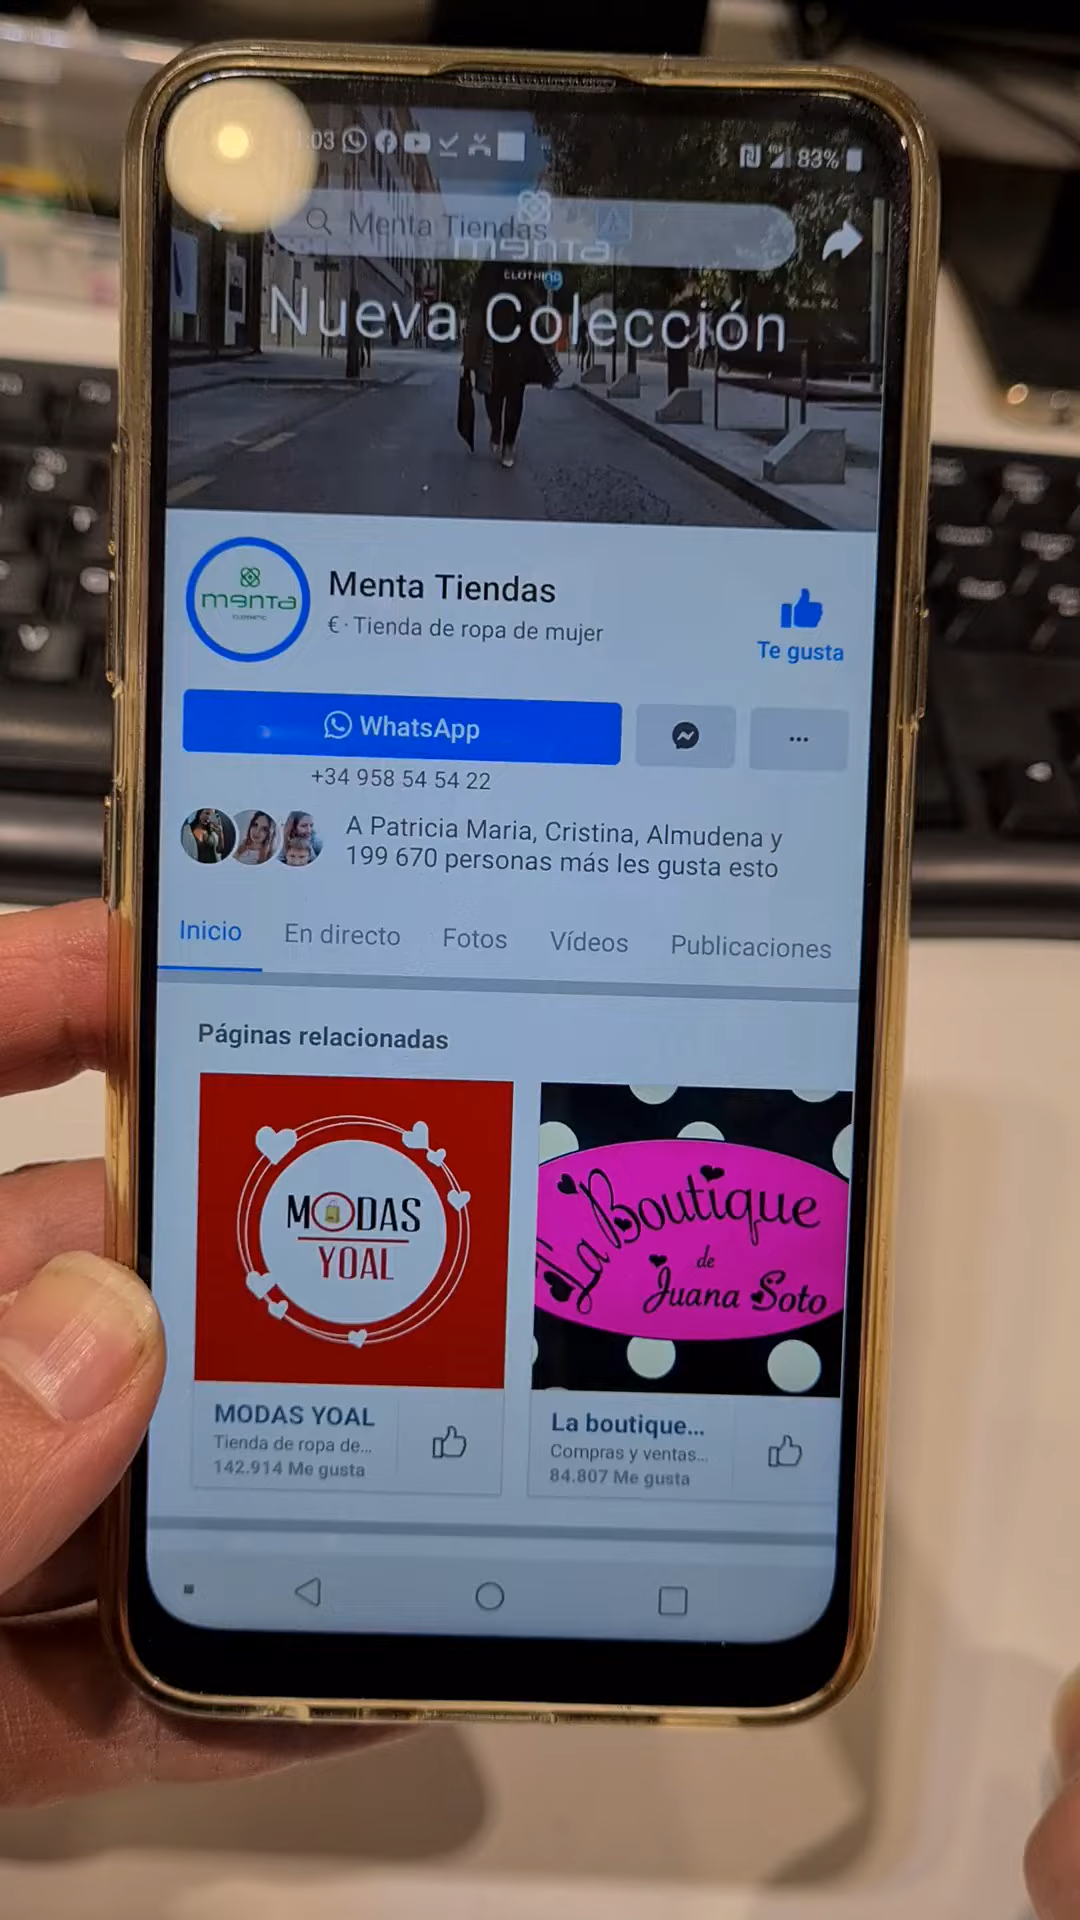 :03
83%
Menta Tiendas
menta
CLOTHING
Nueva Colección
menta
CLOTHING
Menta Tiendas
€ · Tienda de ropa de mujer
Te gusta
WhatsApp
...
+34 958 54 54 22
A Patricia Maria, Cristina, Almudena y
199 670 personas más les gusta esto
Inicio En directo Fotos Vídeos Publicaciones
Páginas relacionadas
MODAS
YOAL
La Boutique
de
Juana Soto
MODAS YOAL
Tienda de ropa de...
142.914 Me gusta
La boutique...
Compras y ventas...
84.807 Me gusta